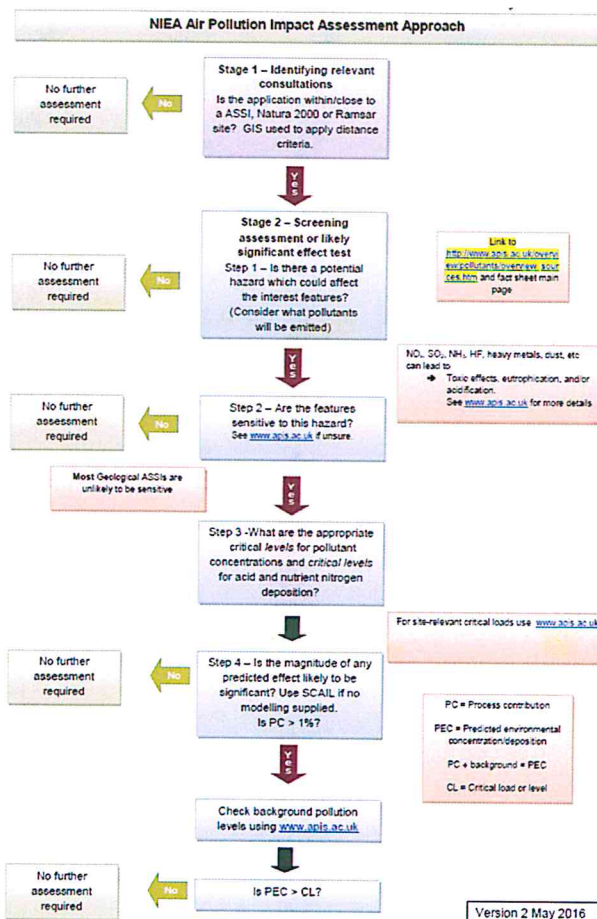 NIEA Air Pollution Impact Assessment Approach
Stage 1 – Identifying relevant
consultations
Is the application within/close to
a ASSI, Natura 2000 or Ramsar
site? GIS used to apply distance
criteria.
No
No further
assessment
required
Yes
Stage 2 – Screening
assessment or likely
significant effect test
Step 1 – Is there a potential
hazard which could affect
the interest features?
(Consider what pollutants
will be emitted)
No
No further
assessment
required
Link to
http://www.apis.ac.uk/overvi
ew/pollutants/overview_sour
ces.htm and fact sheet main
page
Yes
NOx, SO2, NH3, HF, heavy metals, dust, etc
can lead to
➔ Toxic effects, eutrophication, and/or
acidification.
See www.apis.ac.uk for more details
Step 2 – Are the features
sensitive to this hazard?
See www.apis.ac.uk if unsure.
No
No further
assessment
required
Most Geological ASSIs are
unlikely to be sensitive
Yes
Step 3 -What are the appropriate
critical levels for pollutant
concentrations and critical levels
for acid and nutrient nitrogen
deposition?
For site-relevant critical loads use www.apis.ac.uk
Step 4 – Is the magnitude of any
predicted effect likely to be
significant? Use SCAIL if no
modelling supplied.
Is PC > 1%?
No
No further
assessment
required
PC = Process contribution
PEC = Predicted environmental
concentration/deposition
PC + background = PEC
CL = Critical load or level
Yes
Check background pollution
levels using www.apis.ac.uk
Is PEC > CL?
No
No further
assessment
required
Version 2 May 2016